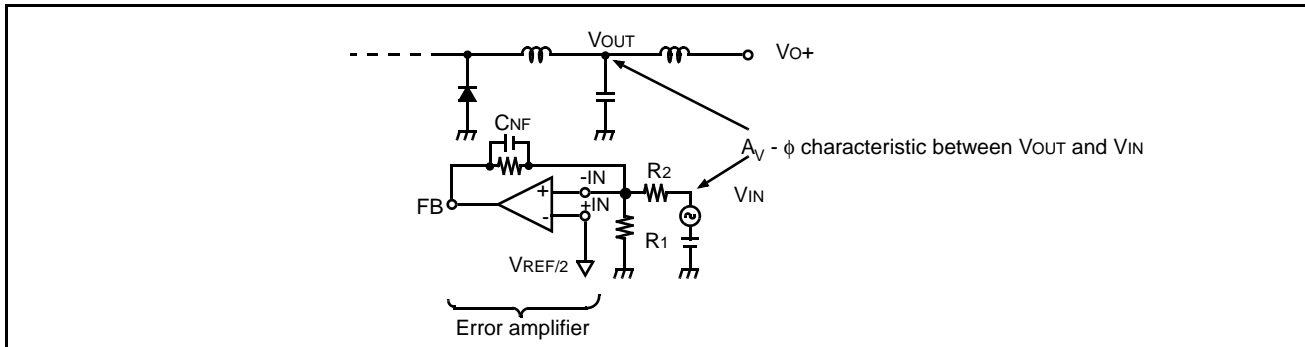 VOUT
VO+
CNF
AV - ϕ characteristic between VOUT and VIN
-IN
R2
+
+IN
VIN
FB
-
R1
VREF/2
Error amplifier